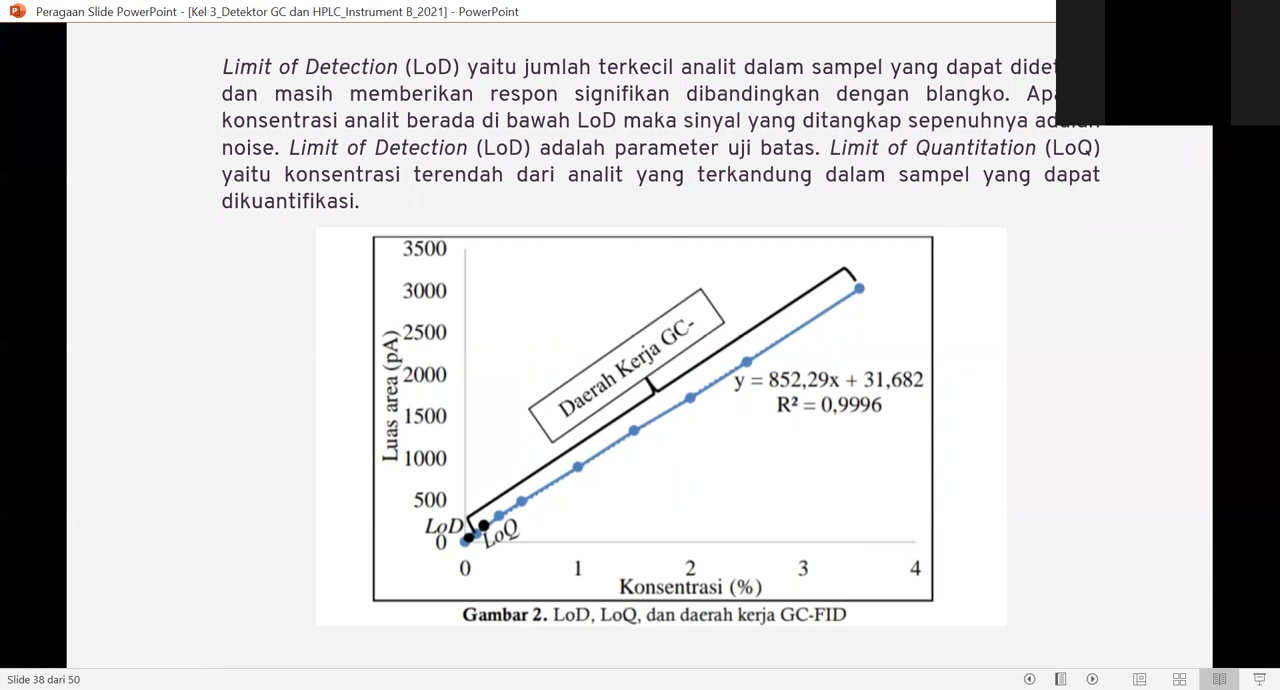 Peragaan Slide PowerPoint - [Kel 3_Detektor GC dan HPLC_Instrument B_2021] - PowerPoint
Limit of Detection (LoD) yaitu jumlah terkecil analit dalam sampel yang dapat
dan masih memberikan respon signifikan dibandingkan dengan blangko.
konsentrasi analit berada di bawah LoD maka sinyal yang ditangkap sepenuhnya adalah
noise. Limit of Detection (LoD) adalah parameter uji batas. Limit of Quantitation (LoQ)
yaitu konsentrasi terendah dari analit yang terkandung dalam sampel yang dapat
dikuantifikasi.
3500
3000
2500
2000
1500
1000
500
0
Luas area (pA)
Daerah Kerja GC-
y = 852,29x + 31,682
R² = 0,9996
LoD
LoQ
0 1 2 3 4
Konsentrasi (%)
Gambar 2. LoD, LoQ, dan daerah kerja GC-FID
Slide 38 dari 50